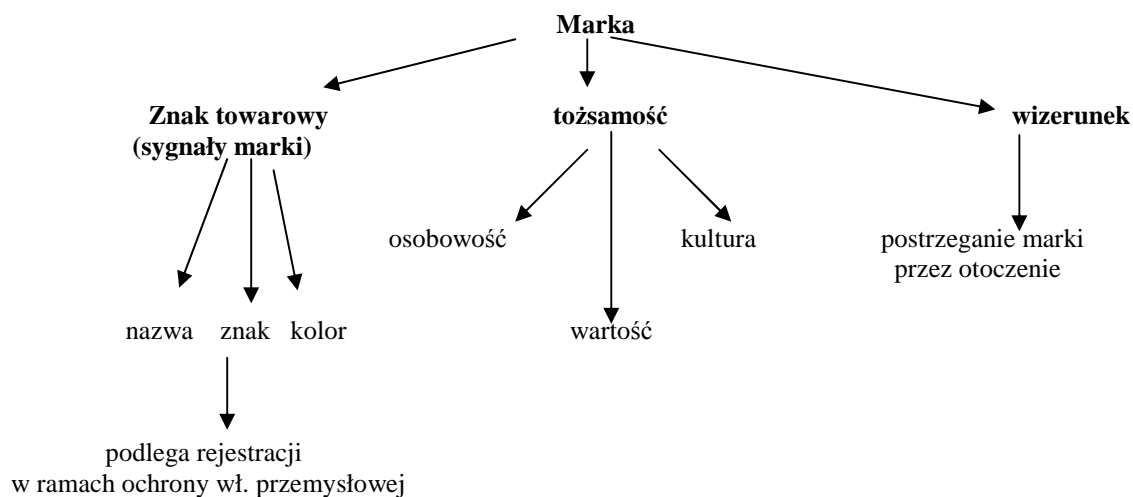 Marka
Znak towarowy
(sygnały marki)
tożsamość
wizerunek
osobowość
kultura
postrzeganie marki
przez otoczenie
nazwa znak kolor
wartość
podlega rejestracji
w ramach ochrony wł. przemysłowej